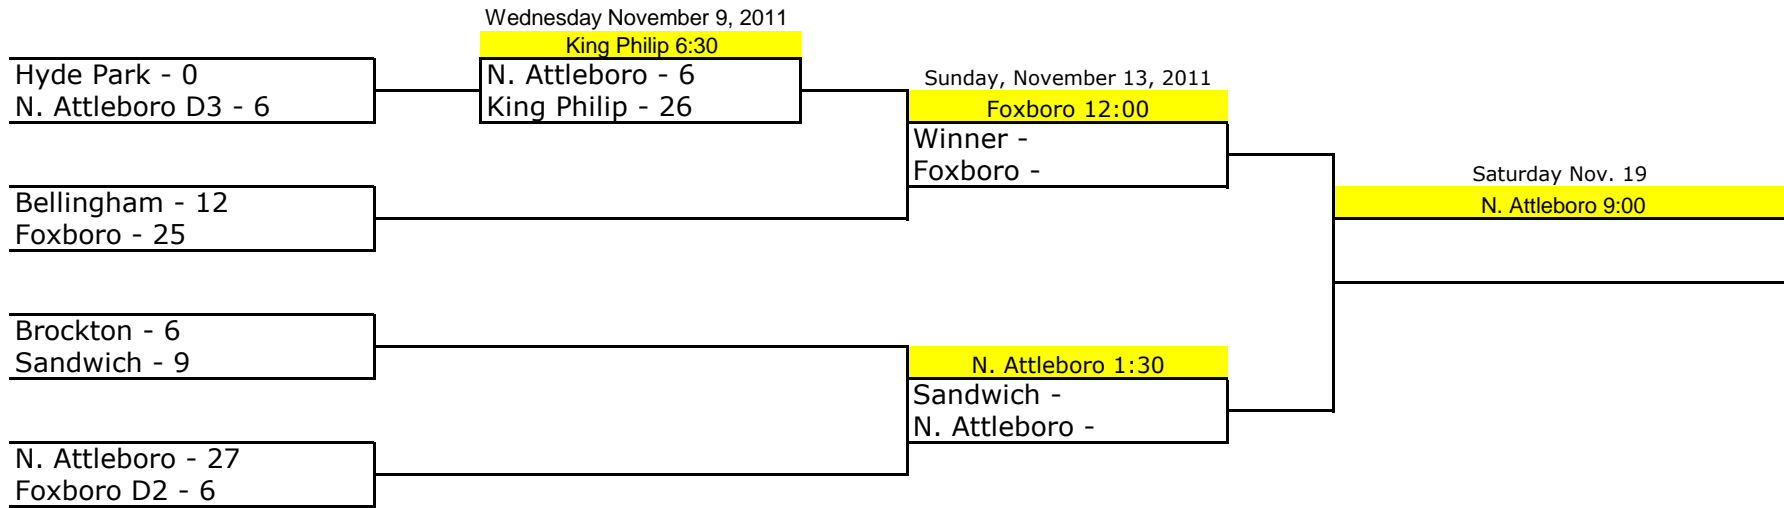 Wednesday November 9, 2011
King Philip 6:30
Hyde Park - 0
N. Attleboro D3 - 6
N. Attleboro - 6
King Philip - 26
Sunday, November 13, 2011
Foxboro 12:00
Winner -
Foxboro -
Saturday Nov. 19
N. Attleboro 9:00
Bellingham - 12
Foxboro - 25
Brockton - 6
Sandwich - 9
N. Attleboro 1:30
Sandwich -
N. Attleboro -
N. Attleboro - 27
Foxboro D2 - 6